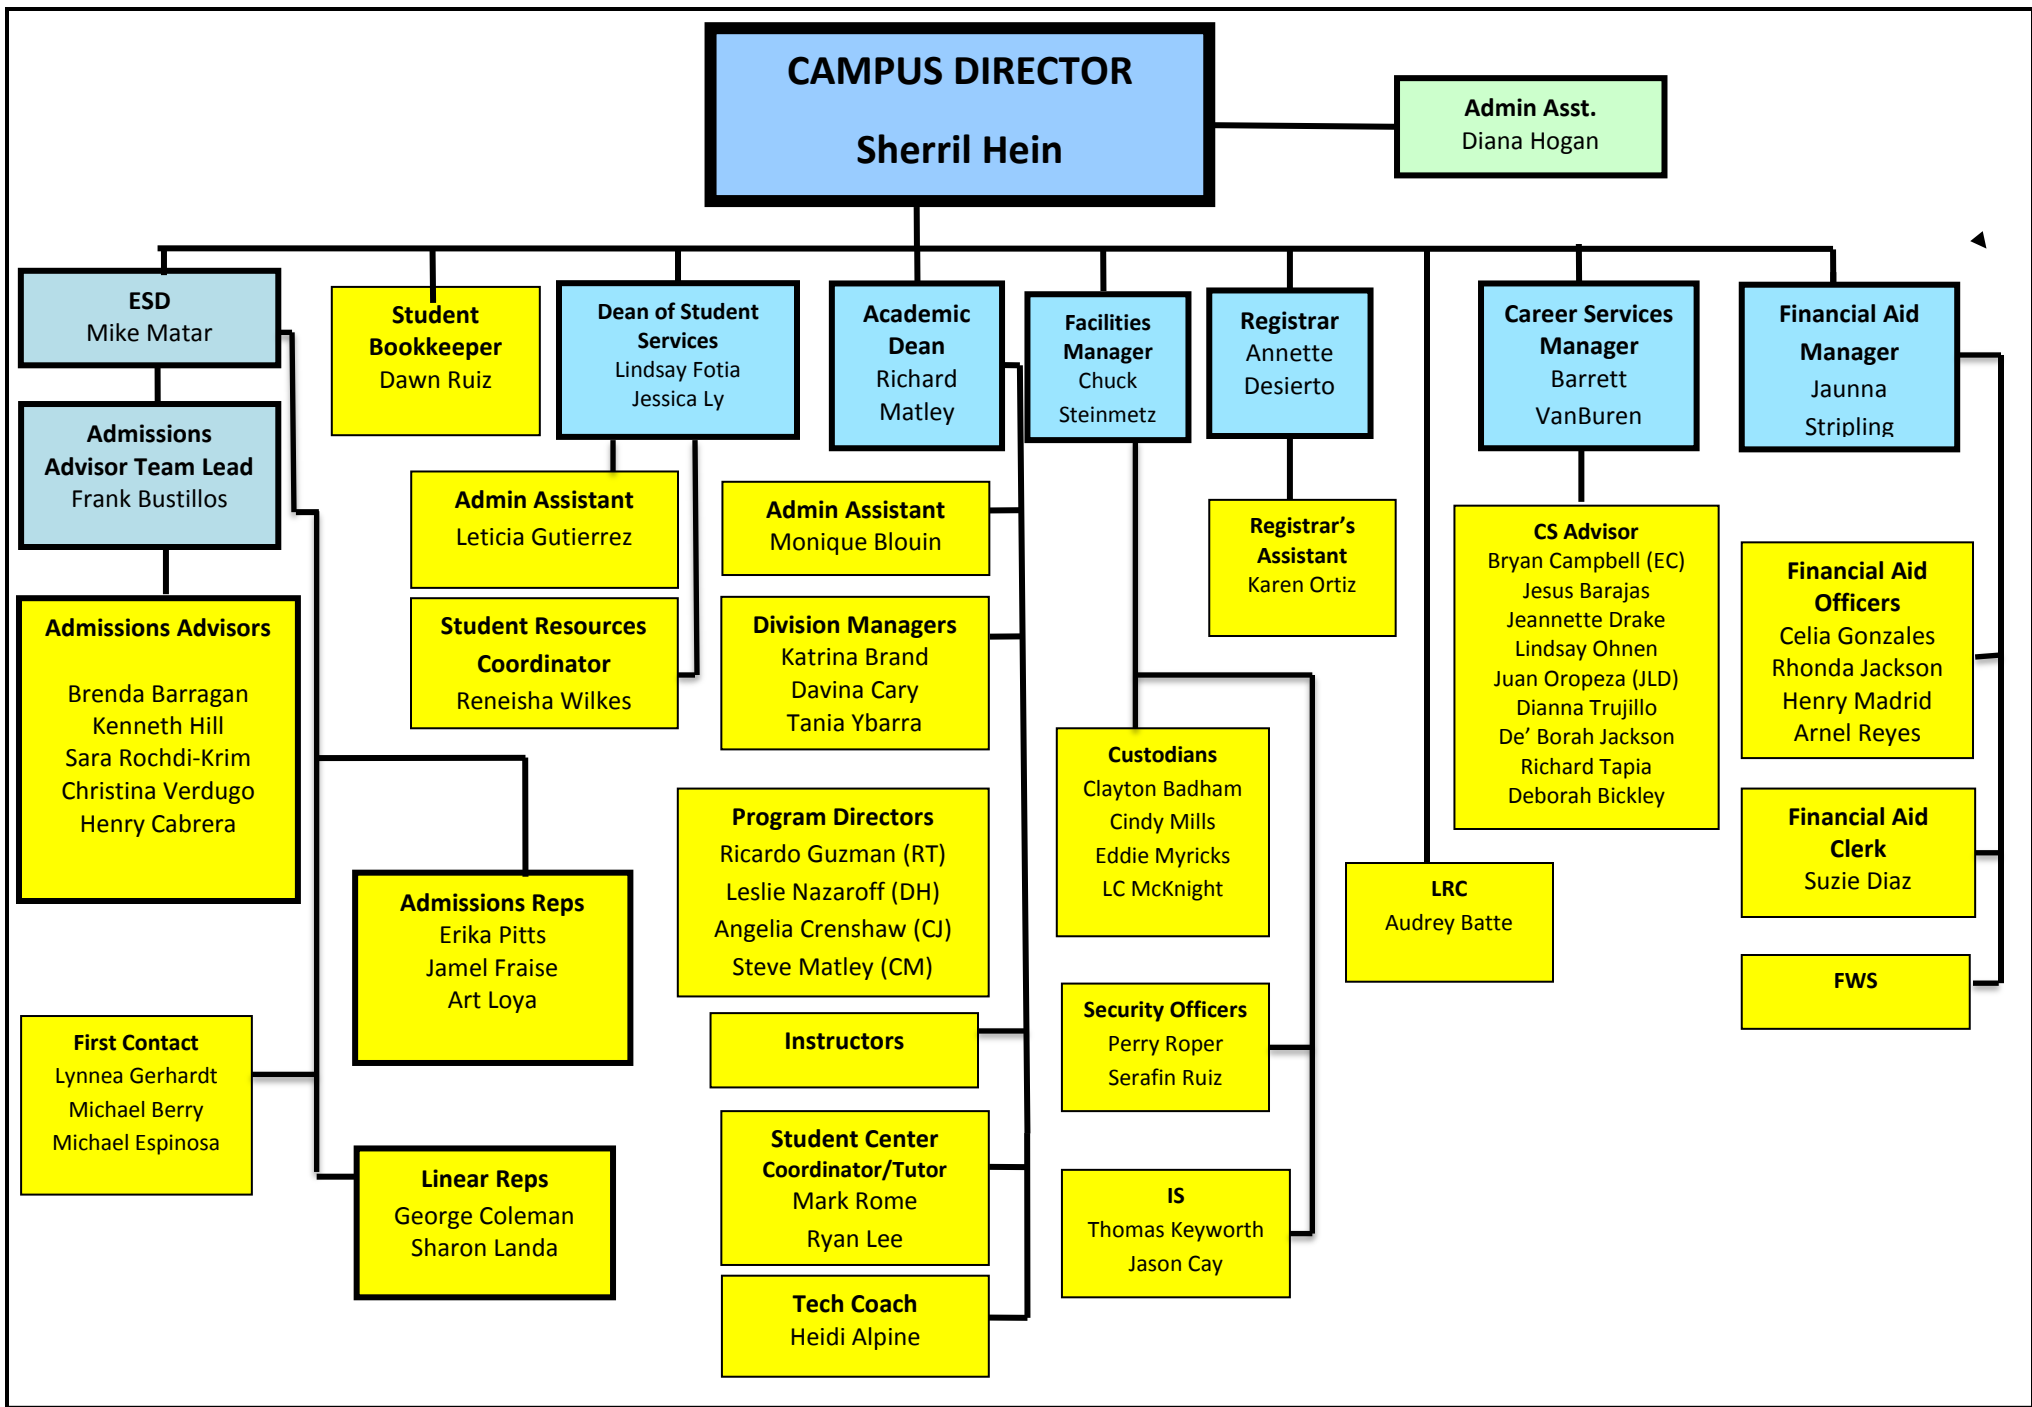 CAMPUS DIRECTOR
Sherril Hein
Admin Asst.
Diana Hogan
ESD
Mike Matar
Admissions
Advisor Team Lead
Frank Bustillos
Admissions Advisors
Brenda Barragan
Kenneth Hill
Sara Rochdi-Krim
Christina Verdugo
Henry Cabrera
First Contact
Lynnea Gerhardt
Michael Berry
Michael Espinosa
Admissions Reps
Erika Pitts
Jamel Fraise
Art Loya
Linear Reps
George Coleman
Sharon Landa
Student
Bookkeeper
Dawn Ruiz
Dean of Student
Services
Lindsay Fotia
Jessica Ly
Admin Assistant
Leticia Gutierrez
Student Resources
Coordinator
Reneisha Wilkes
Academic
Dean
Richard
Matley
Admin Assistant
Monique Blouin
Division Managers
Katrina Brand
Davina Cary
Tania Ybarra
Program Directors
Ricardo Guzman (RT)
Leslie Nazaroff (DH)
Angelia Crenshaw (CJ)
Steve Matley (CM)
Instructors
Student Center
Coordinator/Tutor
Mark Rome
Ryan Lee
Tech Coach
Heidi Alpine
Facilities
Manager
Chuck
Steinmetz
Custodians
Clayton Badham
Cindy Mills
Eddie Myricks
LC McKnight
Security Officers
Perry Roper
Serafin Ruiz
IS
Thomas Keyworth
Jason Cay
Registrar
Annette
Desierto
Registrar’s
Assistant
Karen Ortiz
LRC
Audrey Batte
Career Services
Manager
Barrett
VanBuren
CS Advisor
Bryan Campbell (EC)
Jesus Barajas
Jeannette Drake
Lindsay Ohnen
Juan Oropeza (JLD)
Dianna Trujillo
De’ Borah Jackson
Richard Tapia
Deborah Bickley
Financial Aid
Manager
Jaunna
Stripling
Financial Aid
Officers
Celia Gonzales
Rhonda Jackson
Henry Madrid
Arnel Reyes
Financial Aid
Clerk
Suzie Diaz
FWS